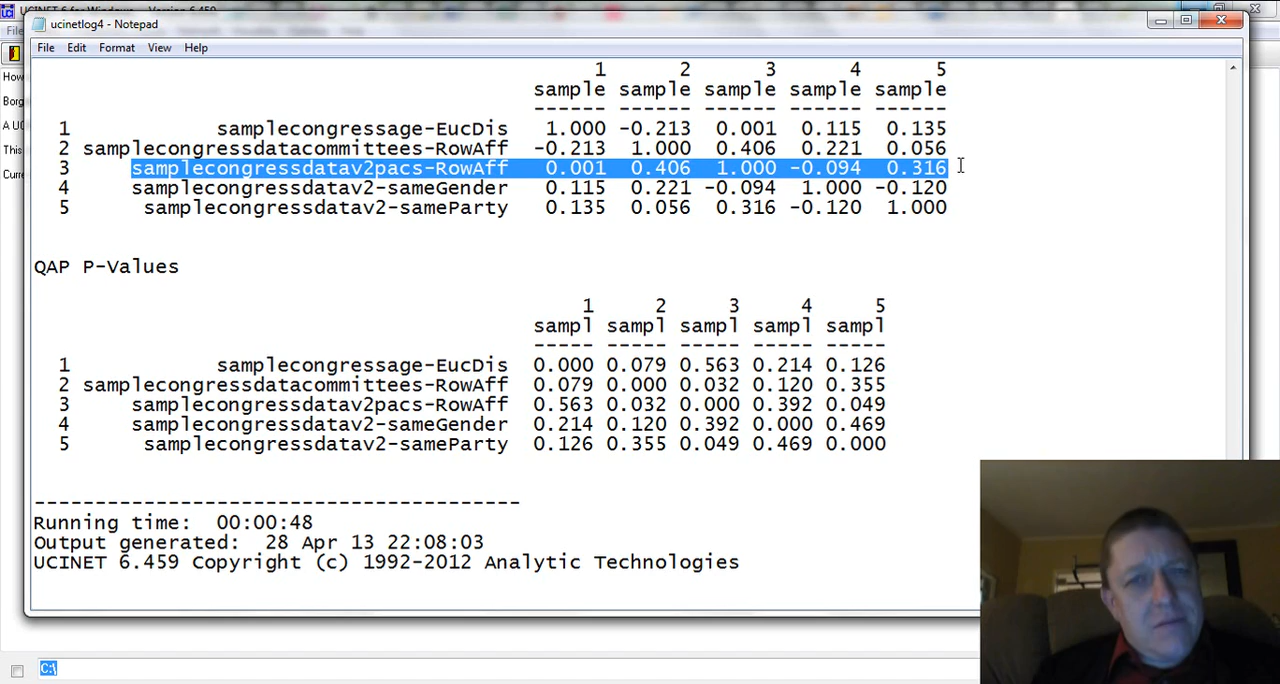 ucinetlog4 - Notepad
File Edit Format View Help
1 2 3 4 5
sample sample sample sample sample
------ ------ ------ ------ ------
1 samplecongressage-EucDis 1.000 -0.213 0.001 0.115 0.135
2 samplecongressdatacommittees-RowAff -0.213 1.000 0.406 0.221 0.056
3 samplecongressdatav2pacs-RowAff 0.001 0.406 1.000 -0.094 0.316
4 samplecongressdatav2-sameGender 0.115 0.221 -0.094 1.000 -0.120
5 samplecongressdatav2-sameParty 0.135 0.056 0.316 -0.120 1.000
QAP P-Values
1 2 3 4 5
sampl sampl sampl sampl sampl
----- ----- ----- ----- -----
1 samplecongressage-EucDis 0.000 0.079 0.563 0.214 0.126
2 samplecongressdatacommittees-RowAff 0.079 0.000 0.032 0.120 0.355
3 samplecongressdatav2pacs-RowAff 0.563 0.032 0.000 0.392 0.049
4 samplecongressdatav2-sameGender 0.214 0.120 0.392 0.000 0.469
5 samplecongressdatav2-sameParty 0.126 0.355 0.049 0.469 0.000
----------------------------------------
Running time: 00:00:48
Output generated: 28 Apr 13 22:08:03
UCINET 6.459 Copyright (c) 1992-2012 Analytic Technologies
How
Borg
A UC
This
C:\